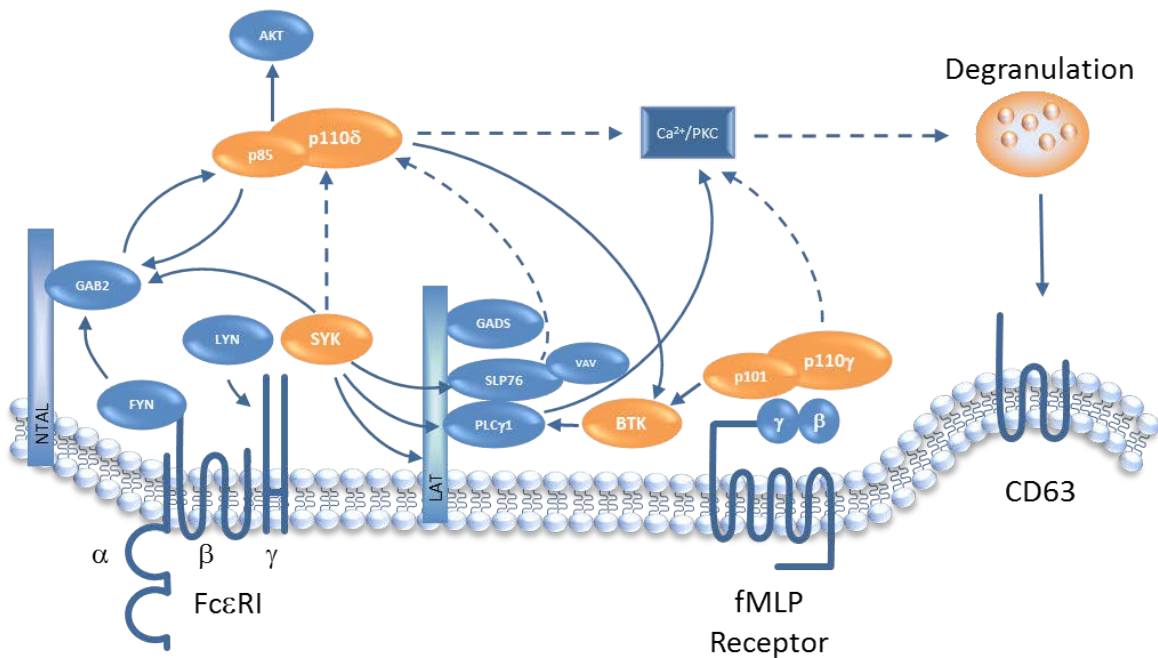 AKT
Degranulation
p85
p110δ
Ca²⁺/PKC
GAB2
LYN
SYK
GADS
SLP76
VAV
p101
p110γ
FYN
PLCγ1
BTK
γ
β
NTAL
LAT
CD63
α
β
γ
FcεRI
fMLP
Receptor